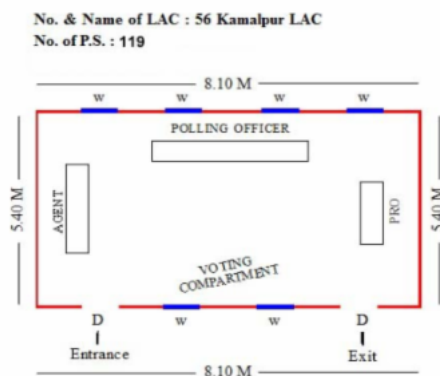 No. & Name of LAC : 56 Kamalpur LAC
No. of P.S. : 119
8.10 M
w w w w
POLLING OFFICER
5.40 M
AGENT
PRO
5.40 M
VOTING
COMPARTMENT
D w w D
Entrance Exit
8.10 M